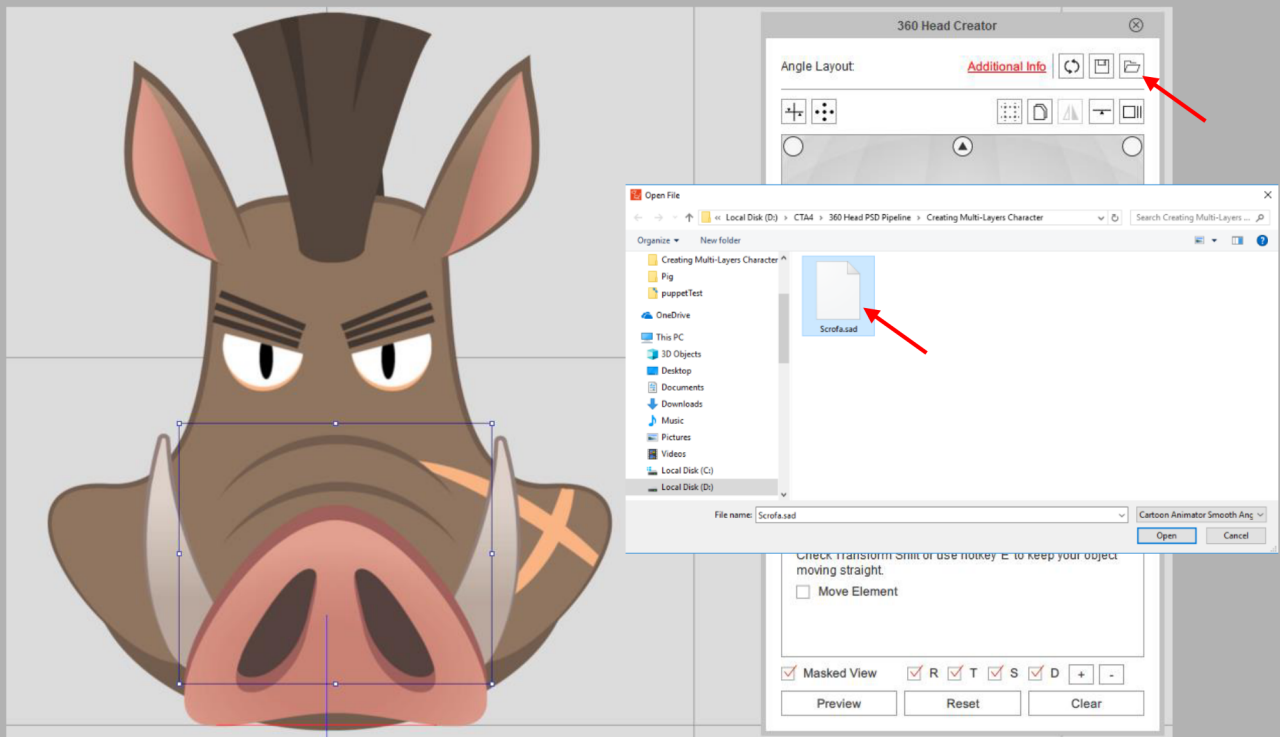 360 Head Creator
Angle Layout:
Additional Info
Open File
« Local Disk (D:) > CTA4 > 360 Head PSD Pipeline > Creating Multi-Layers Character
Search Creating Multi-Layers ...
Organize
New folder
Creating Multi-Layers Character
Pig
puppetTest
OneDrive
This PC
3D Objects
Desktop
Documents
Downloads
Music
Pictures
Videos
Local Disk (C:)
Local Disk (D:)
Scrofa.sad
File name: Scrofa.sad
Cartoon Animator Smooth Ang
Open
Cancel
Check Transform Shift or use hotkey 'E' to keep your object
moving straight.
Move Element
Masked View
R T S D + -
Preview
Reset
Clear